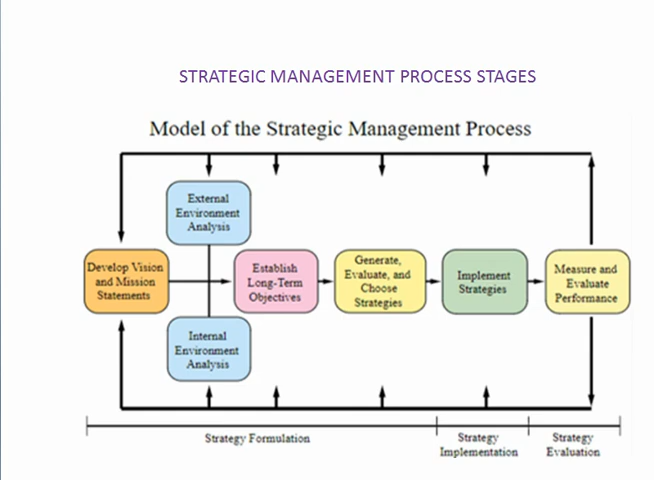 STRATEGIC MANAGEMENT PROCESS STAGES
Model of the Strategic Management Process
External
Environment
Analysis
Develop Vision
and Mission
Statements
Establish
Long-Term
Objectives
Generate,
Evaluate, and
Choose
Strategies
Implement
Strategies
Measure and
Evaluate
Performance
Internal
Environment
Analysis
Strategy Formulation
Strategy
Implementation
Strategy
Evaluation